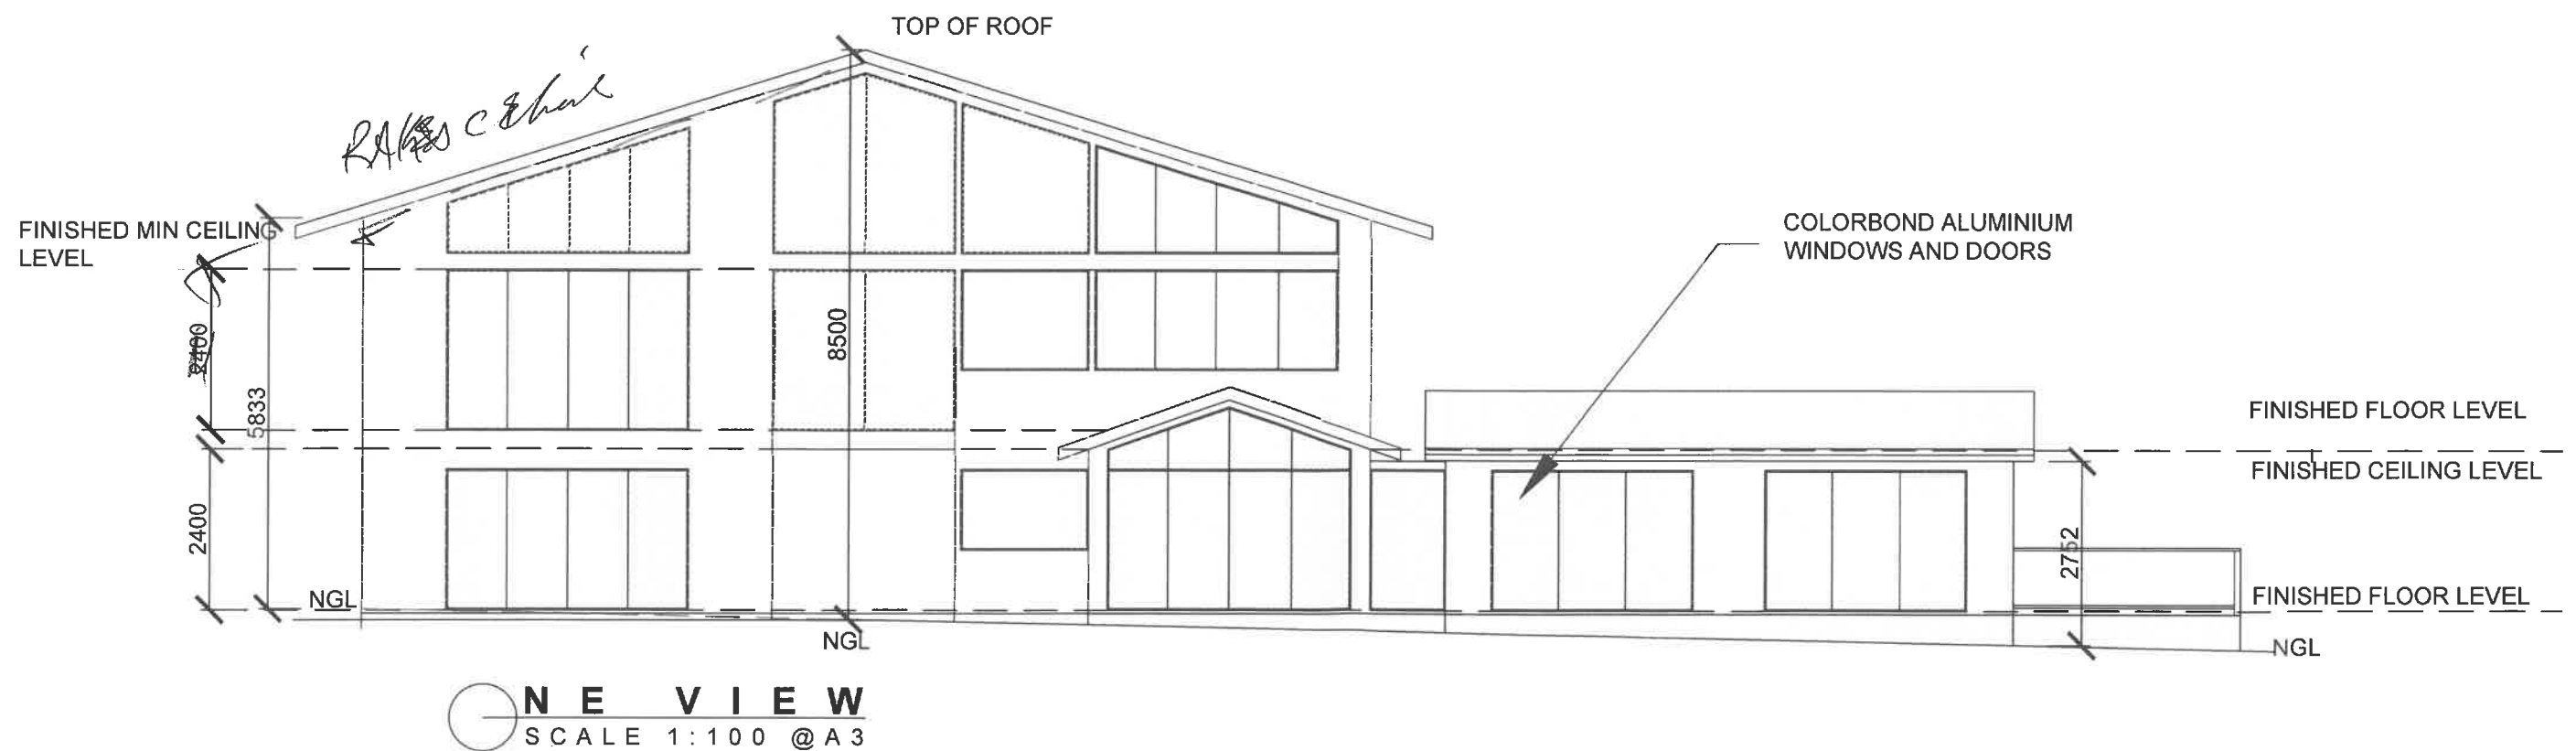 TOP OF ROOF
FINISHED MIN CEILING
LEVEL
COLORBOND ALUMINIUM
WINDOWS AND DOORS
8500
2400
5833
FINISHED FLOOR LEVEL
FINISHED CEILING LEVEL
2400
2752
NGL
FINISHED FLOOR LEVEL
NGL
NGL
NE VIEW
SCALE 1:100 @A3